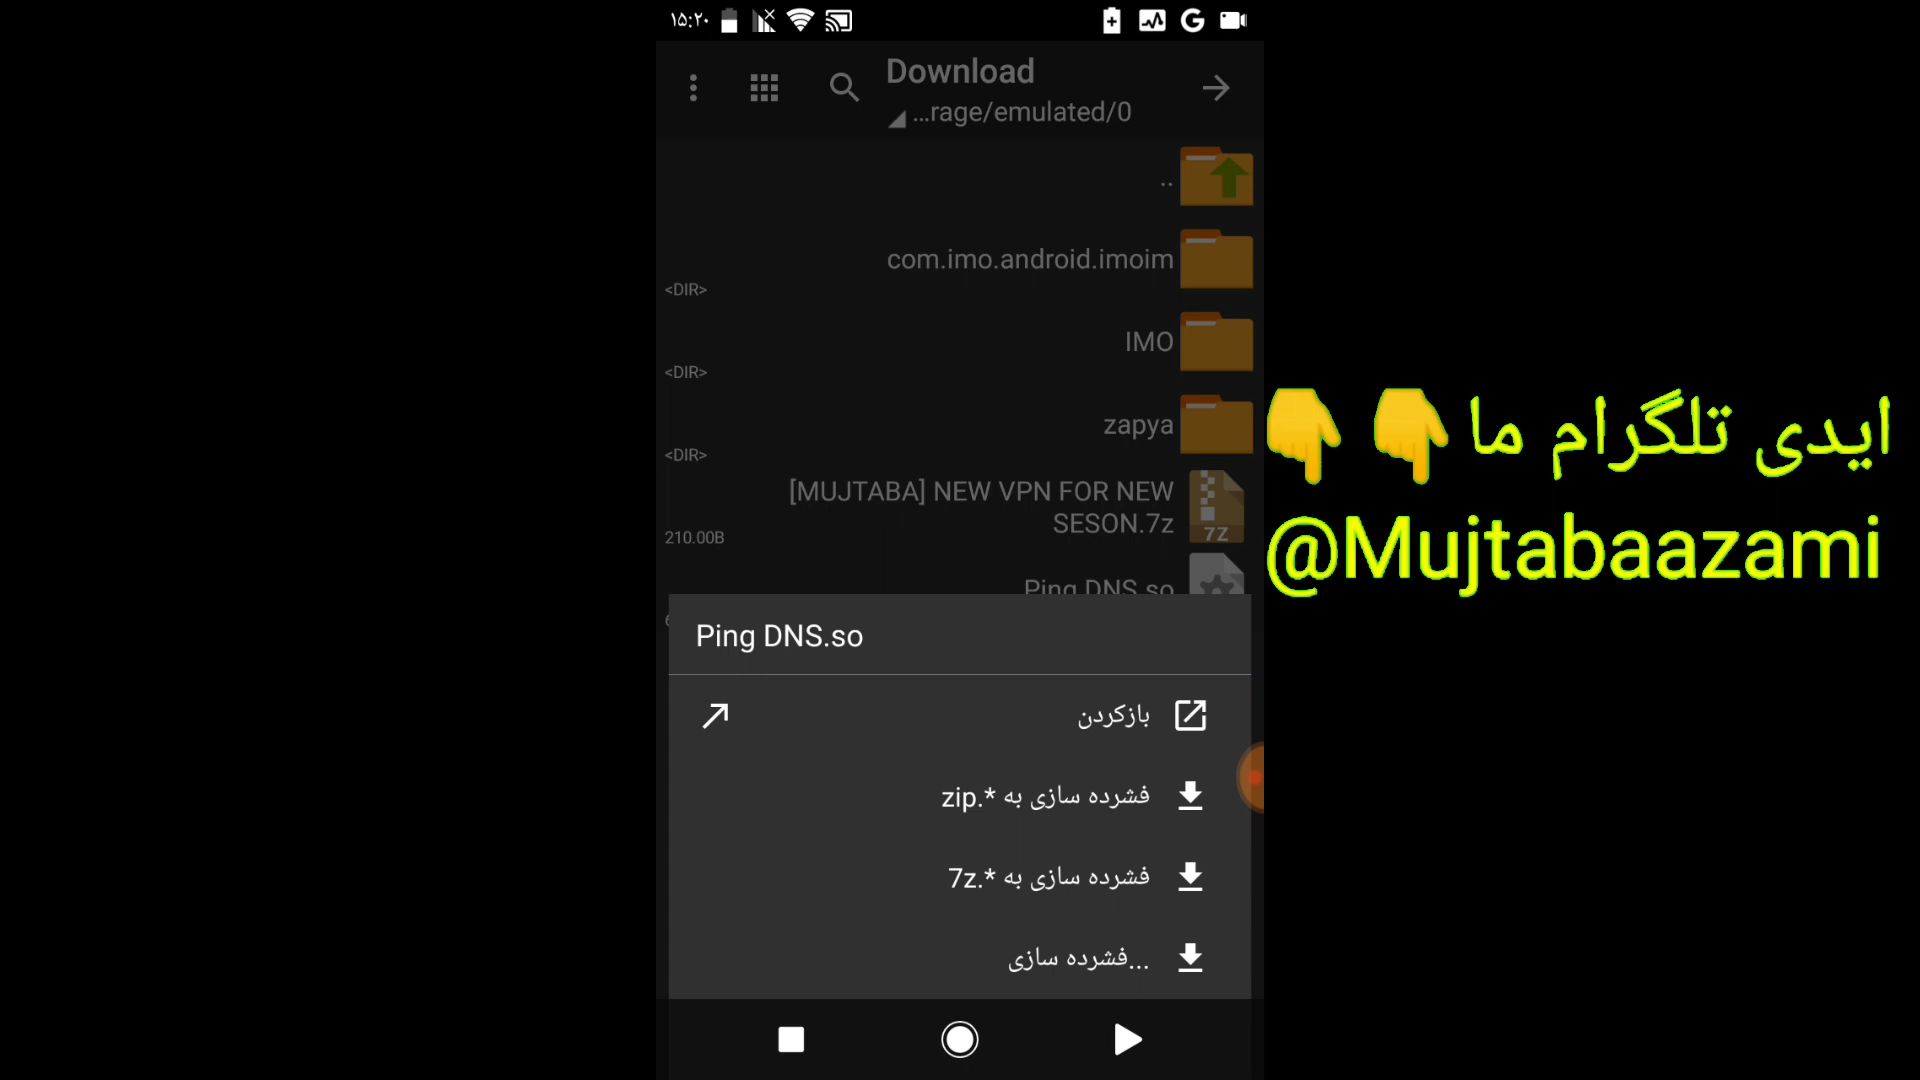 ۱۵:۲۰
Download
...rage/emulated/0
..
com.imo.android.imoim
<DIR>
IMO
<DIR>
zapya
<DIR>
[MUJTABA] NEW VPN FOR NEW
SESON.7z
7Z
210.00B
Ping DNS.so
Ping DNS.so
بازکردن
فشرده سازی به *.zip
فشرده سازی به *.7z
فشرده سازی...
ایدی تلگرام ما 👇👇
@Mujtabaazami